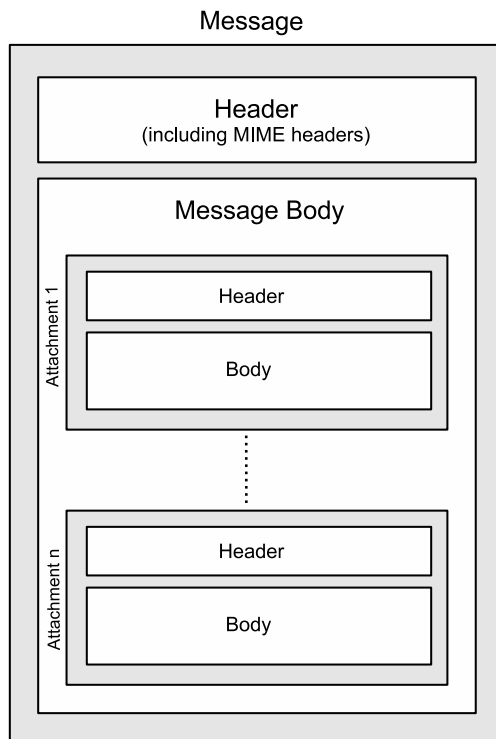 Message
Header
(including MIME headers)
Message Body
Attachment 1
Header
Body
Attachment n
Header
Body